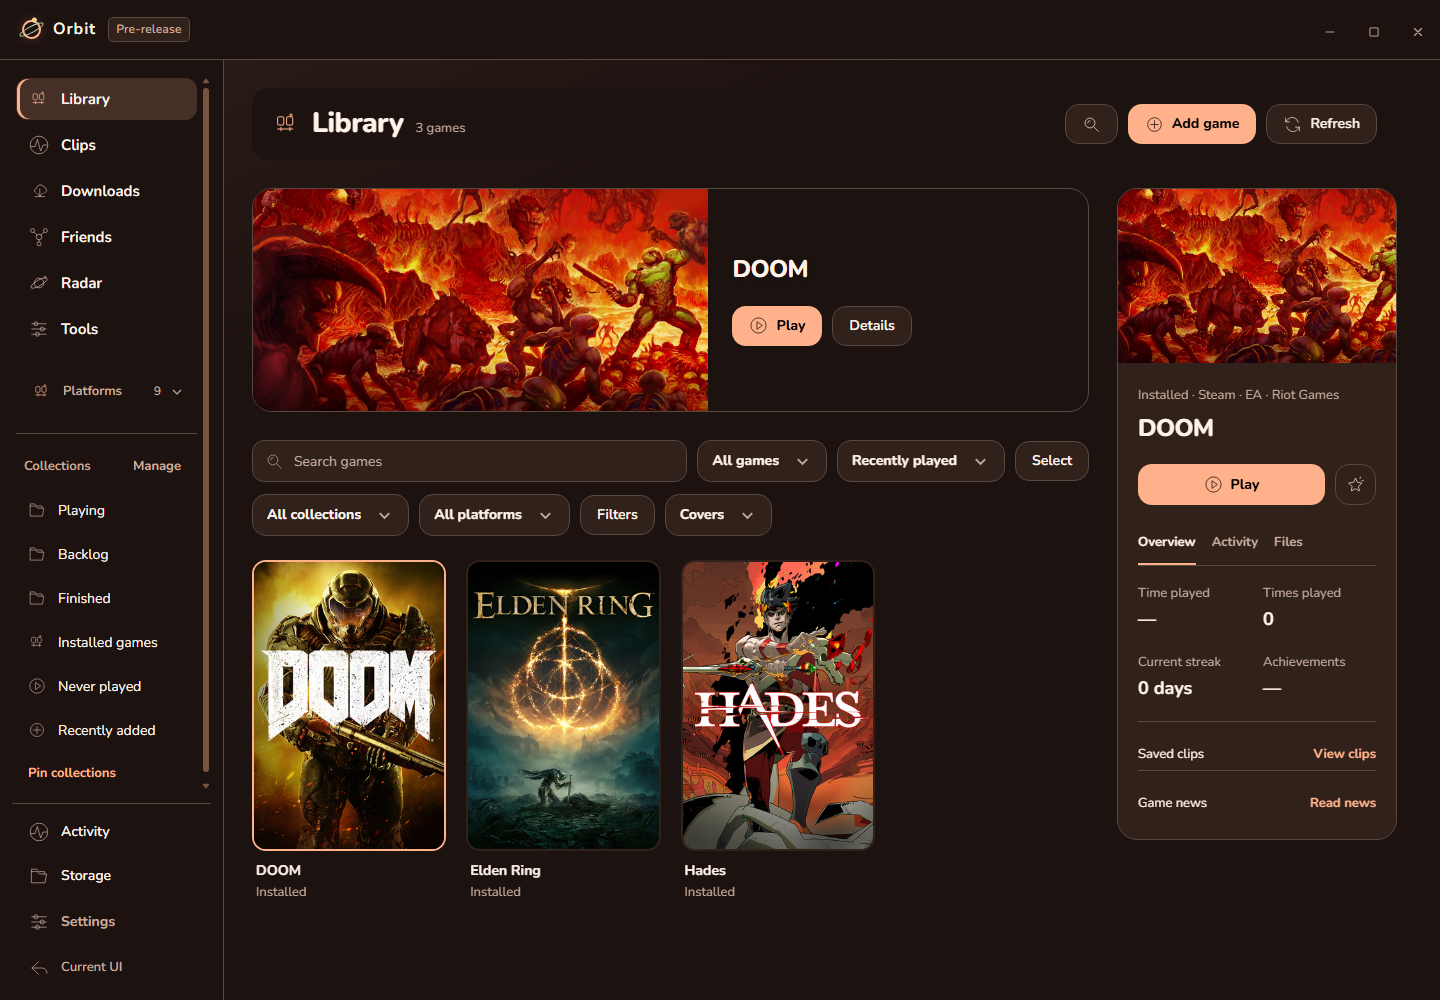 Orbit
Pre-release
Library
Clips
Downloads
Friends
Radar
Tools
Platforms 9
Collections Manage
Playing
Backlog
Finished
Installed games
Never played
Recently added
Pin collections
Activity
Storage
Settings
Current UI
Library 3 games
Add game
Refresh
DOOM
Play
Details
Search games
All games
Recently played
Select
All collections
All platforms
Filters
Covers
DOOM
ELDEN RING
HADES
DOOM
Installed
Elden Ring
Installed
Hades
Installed
Installed · Steam · EA · Riot Games
DOOM
Play
Overview Activity Files
Time played Times played
— 0
Current streak Achievements
0 days —
Saved clips View clips
Game news Read news